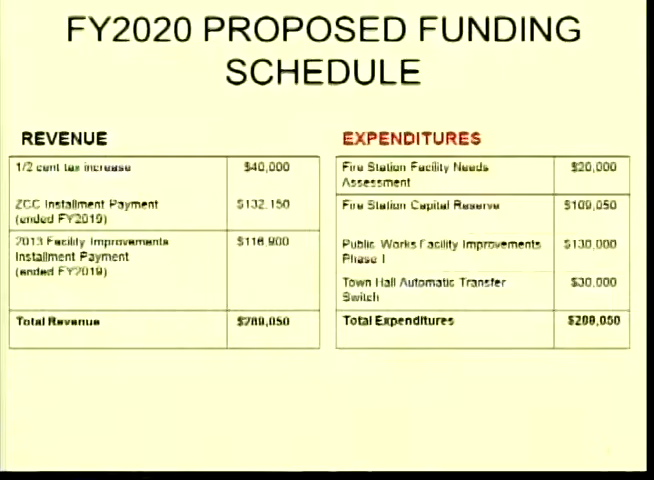 FY2020 PROPOSED FUNDING
SCHEDULE
REVENUE
1/2 cent tax increase $40,000
ZCC Installment Payment $132,150
(ended FY2019)
2013 Facility Improvements $116,900
Installment Payment
(ended FY2019)
Total Revenue $289,050
EXPENDITURES
Fire Station Facility Needs $20,000
Assessment
Fire Station Capital Reserve $109,050
Public Works Facility Improvements $130,000
Phase I
Town Hall Automatic Transfer $30,000
Switch
Total Expenditures $289,050